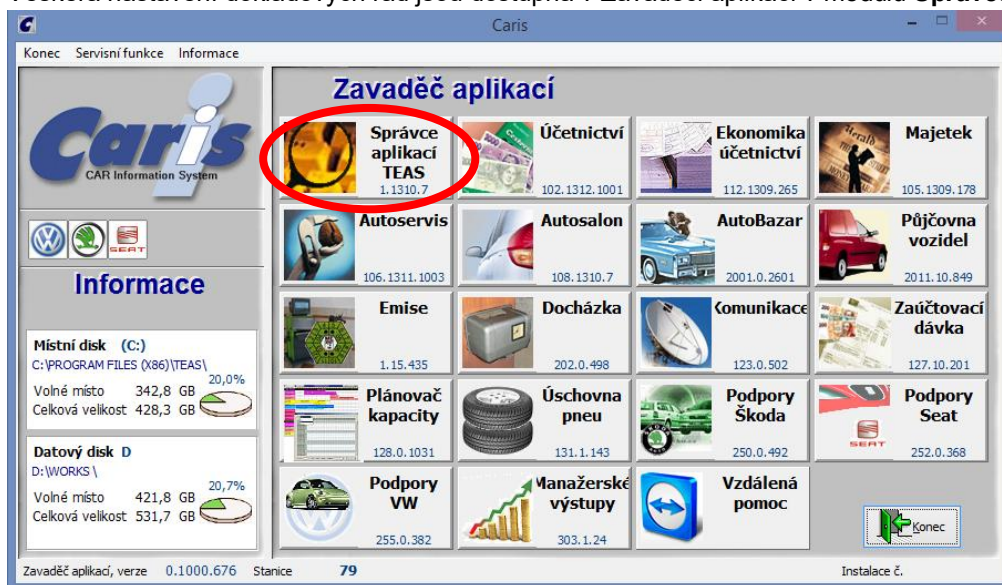 Caris
Konec Servisní funkce Informace
Caris
CAR Information System
SEAT
Informace
Místní disk (C:)
C:\PROGRAM FILES (X86)\TEAS\
20,0%
Volné místo 342,8 GB
Celková velikost 428,3 GB
Datový disk D
D:\WORKS\
20,7%
Volné místo 421,8 GB
Celková velikost 531,7 GB
Zavaděč aplikací
Správce aplikací TEAS
1.1310.7
Účetnictví
102.1312.1001
Ekonomika účetnictví
112.1309.265
Majetek
105.1309.178
Autoservis
106.1311.1003
Autosalon
108.1310.7
AutoBazar
2001.0.2601
Půjčovna vozidel
2011.10.849
Emise
1.15.435
Docházka
202.0.498
Komunikace
123.0.502
Zaúčtovací dávka
127.10.201
Plánovač kapacity
128.0.1031
Úschovna pneu
131.1.143
Podpory Škoda
250.0.492
SEAT
Podpory Seat
252.0.368
Podpory VW
255.0.382
Manažerské výstupy
303.1.24
Vzdálená pomoc
Konec
Zavaděč aplikací, verze 0.1000.676 Stanice 79 Instalace č.